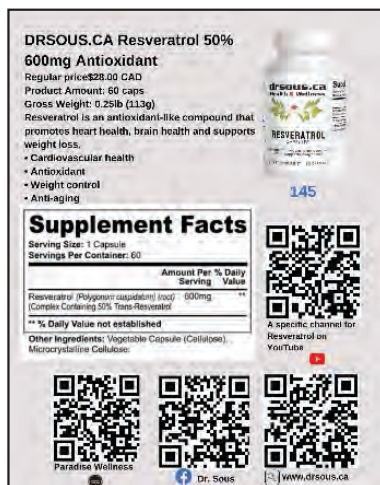 DRSOUS.CA Resveratrol 50%
600mg Antioxidant
Regular price$28.00 CAD
Product Amount: 60 caps
Gross Weight: 0.25lb (113g)
Resveratrol is an antioxidant-like compound that
promotes heart health, brain health and supports
weight loss.
• Cardiovascular health
• Antioxidant
• Weight control
• Anti-aging
drsous.ca
Health & Wellness
RESVERATROL
145
Supplement Facts
Serving Size: 1 Capsule
Servings Per Container: 60
Amount Per % Daily
Serving Value
Resveratrol (Polygonum cuspidatum) (root) 600mg **
(Complex Containing 50% Trans-Resveratrol
** % Daily Value not established
Other Ingredients: Vegetable Capsule (Cellulose),
Microcrystalline Cellulose.
A specific channel for
Resveratrol on
YouTube
Paradise Wellness
Dr. Sous
www.drsous.ca